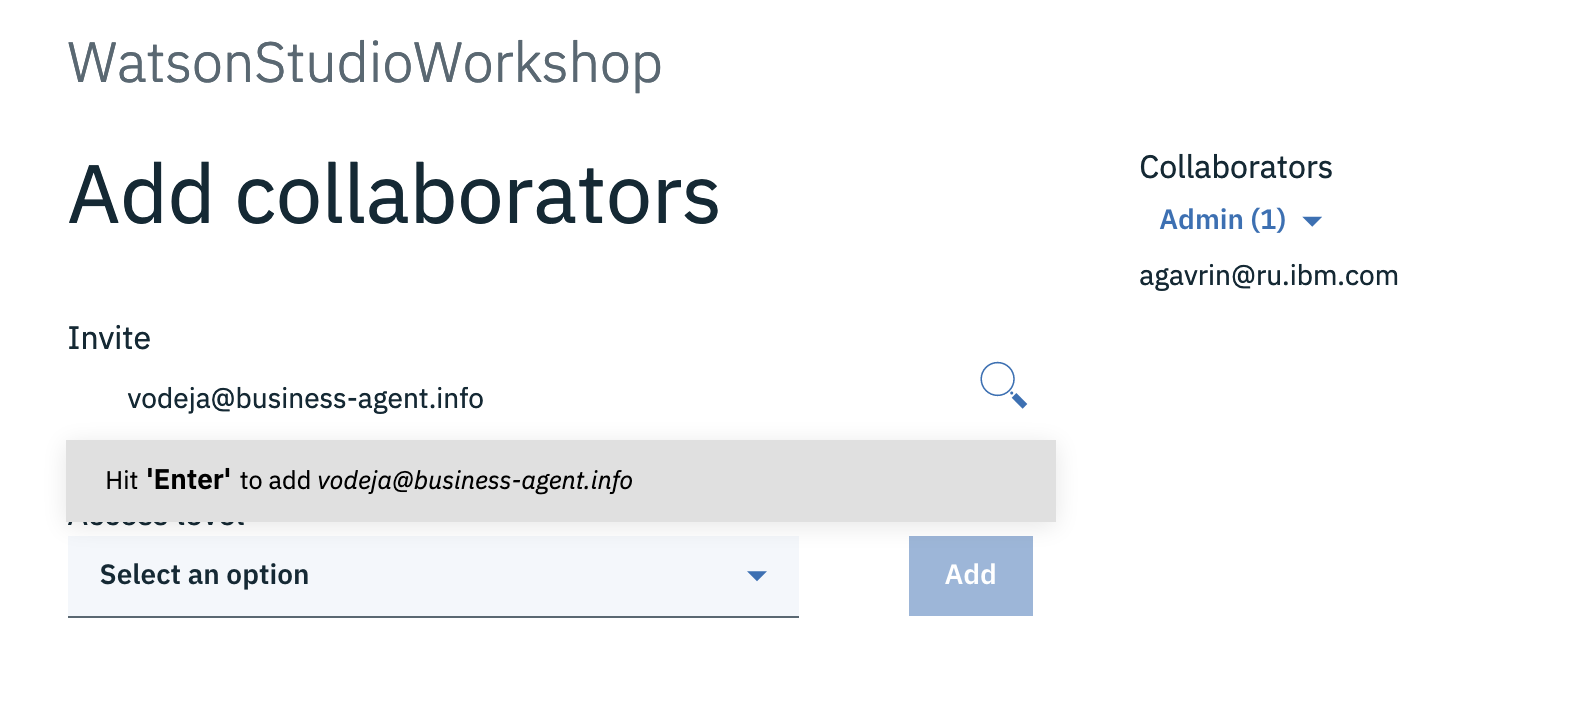 WatsonStudioWorkshop
Add collaborators
Invite
vodeja@business-agent.info
Hit 'Enter' to add vodeja@business-agent.info
Select an option
Add
Collaborators
Admin (1)
agavrin@ru.ibm.com